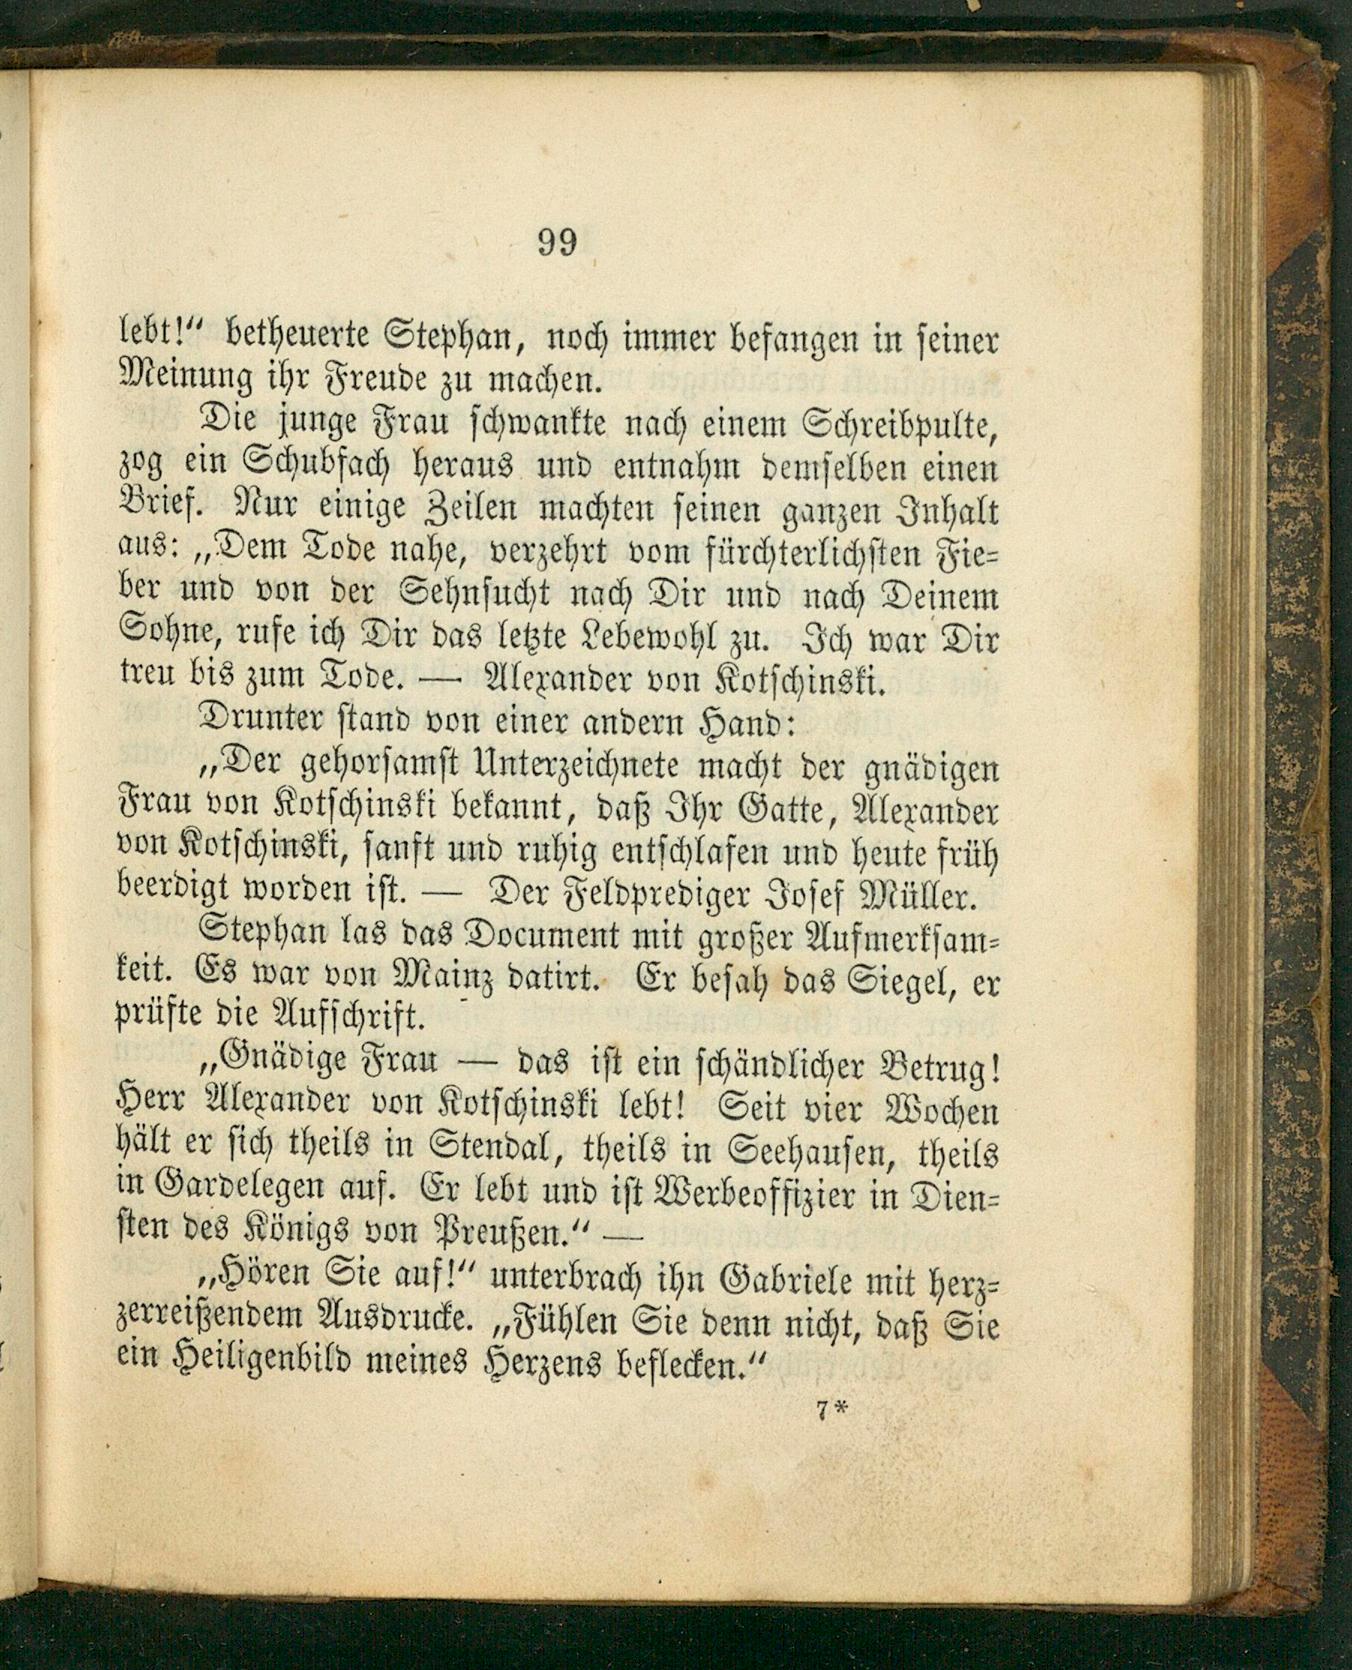 99
lebt!“ betheuerte Stephan, noch immer befangen in seiner
Meinung ihr Freude zu machen.
Die junge Frau schwankte nach einem Schreibpulte,
zog ein Schubfach heraus und entnahm demselben einen
Brief. Nur einige Zeilen machten seinen ganzen Inhalt
aus: „Dem Tode nahe, verzehrt vom fürchterlichsten Fie-
ber und von der Sehnsucht nach Dir und nach Deinem
Sohne, rufe ich Dir das letzte Lebewohl zu. Ich war Dir
treu bis zum Tode. — Alexander von Kotschinski.
Drunter stand von einer andern Hand:
„Der gehorsamst Unterzeichnete macht der gnädigen
Frau von Kotschinski bekannt, daß Ihr Gatte, Alexander
von Kotschinski, sanft und ruhig entschlafen und heute früh
beerdigt worden ist. — Der Feldprediger Josef Müller.
Stephan las das Document mit großer Aufmerksam-
keit. Es war von Mainz datirt. Er besah das Siegel, er
prüfte die Aufschrift.
„Gnädige Frau — das ist ein schändlicher Betrug!
Herr Alexander von Kotschinski lebt! Seit vier Wochen
hält er sich theils in Stendal, theils in Seehausen, theils
in Gardelegen auf. Er lebt und ist Werbeoffizier in Dien-
sten des Königs von Preußen.“ —
„Hören Sie auf!“ unterbrach ihn Gabriele mit herz-
zerreißendem Ausdrucke. „Fühlen Sie denn nicht, daß Sie
ein Heiligenbild meines Herzens beflecken.“
7*